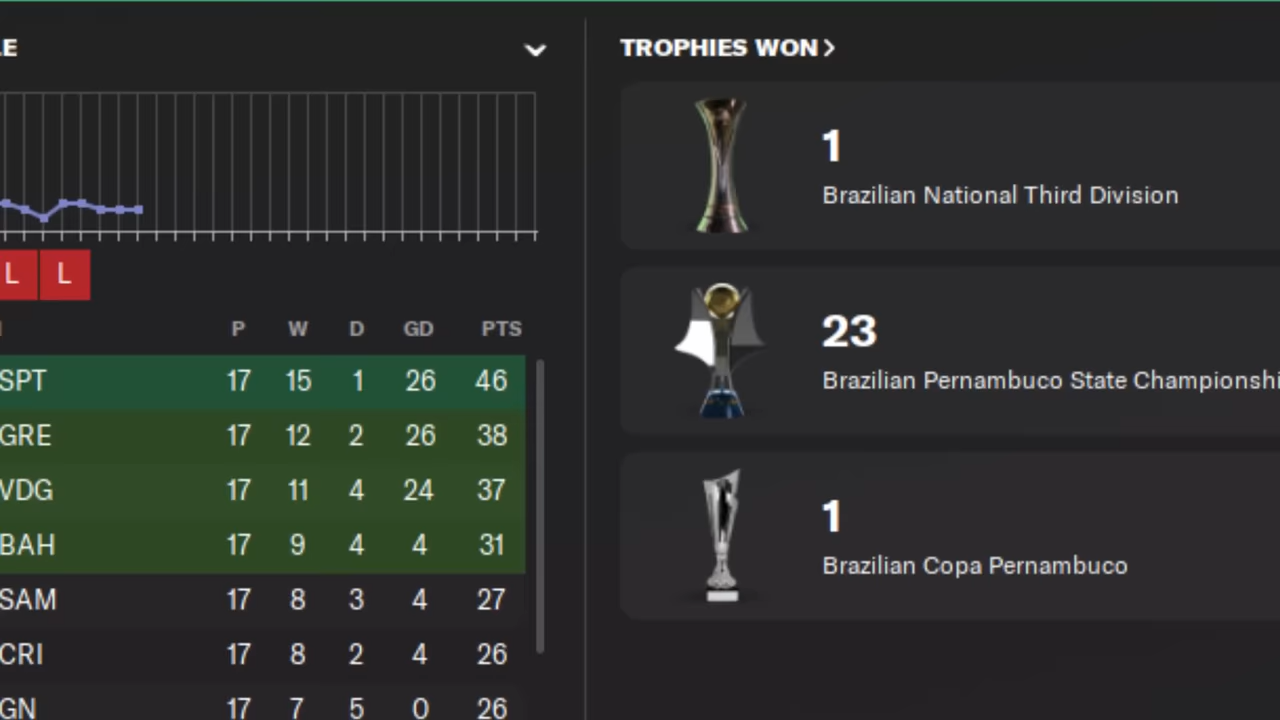 LE
L L
P W D GD PTS
SPT 17 15 1 26 46
GRE 17 12 2 26 38
VDG 17 11 4 24 37
BAH 17 9 4 4 31
SAM 17 8 3 4 27
CRI 17 8 2 4 26
GN 17 7 5 0 26
TROPHIES WON
1
Brazilian National Third Division
23
Brazilian Pernambuco State Championshi
1
Brazilian Copa Pernambuco